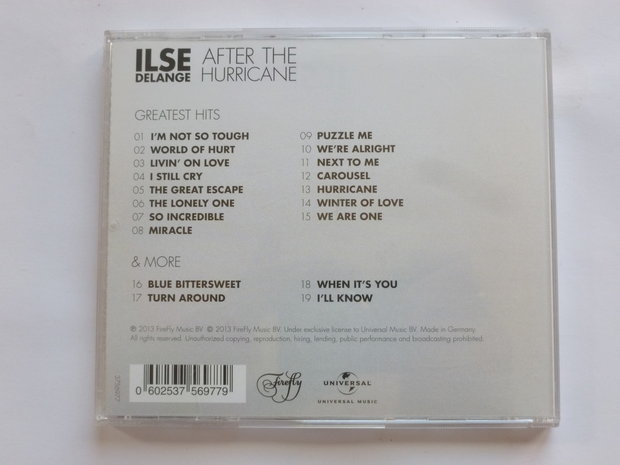 ILSE DELANGE
AFTER THE HURRICANE
GREATEST HITS
01 I'M NOT SO TOUGH
02 WORLD OF HURT
03 LIVIN' ON LOVE
04 I STILL CRY
05 THE GREAT ESCAPE
06 THE LONELY ONE
07 SO INCREDIBLE
08 MIRACLE
09 PUZZLE ME
10 WE'RE ALRIGHT
11 NEXT TO ME
12 CAROUSEL
13 HURRICANE
14 WINTER OF LOVE
15 WE ARE ONE
& MORE
16 BLUE BITTERSWEET
17 TURN AROUND
18 WHEN IT'S YOU
19 I'LL KNOW
℗ 2013 FireFly Music BV. © 2013 FireFly Music BV. Under exclusive license to Universal Music BV. Made in Germany.
All rights reserved. Unauthorized copying, reproduction, hiring, lending, public performance and broadcasting prohibited.
0 602537 569779
Firefly
UNIVERSAL
UNIVERSAL MUSIC